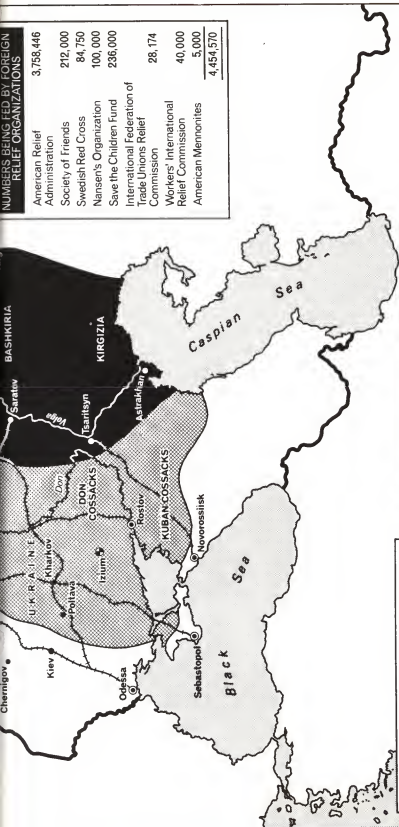 NUMBERS BEING FED BY FOREIGN
RELIEF ORGANIZATIONS
American Relief
Administration 3,758,446
Society of Friends 212,000
Swedish Red Cross 84,750
Nansen's Organization 100,000
Save the Children Fund 236,000
International Federation of
Trade Unions Relief
Commission 28,174
Workers' International
Relief Commission 40,000
American Mennonites 5,000
4,454,570
Chernigov
Kiev
UKRAINE
Kharkov
Poltava
Izium
Odessa
Don
DON
COSSACKS
Rostov
KUBAN COSSACKS
Sebastopol
Novorossiisk
Black Sea
Saratov
Volga
Tsaritsyn
Astrakhan
BASHKIRIA
KIRGIZIA
Caspian Sea